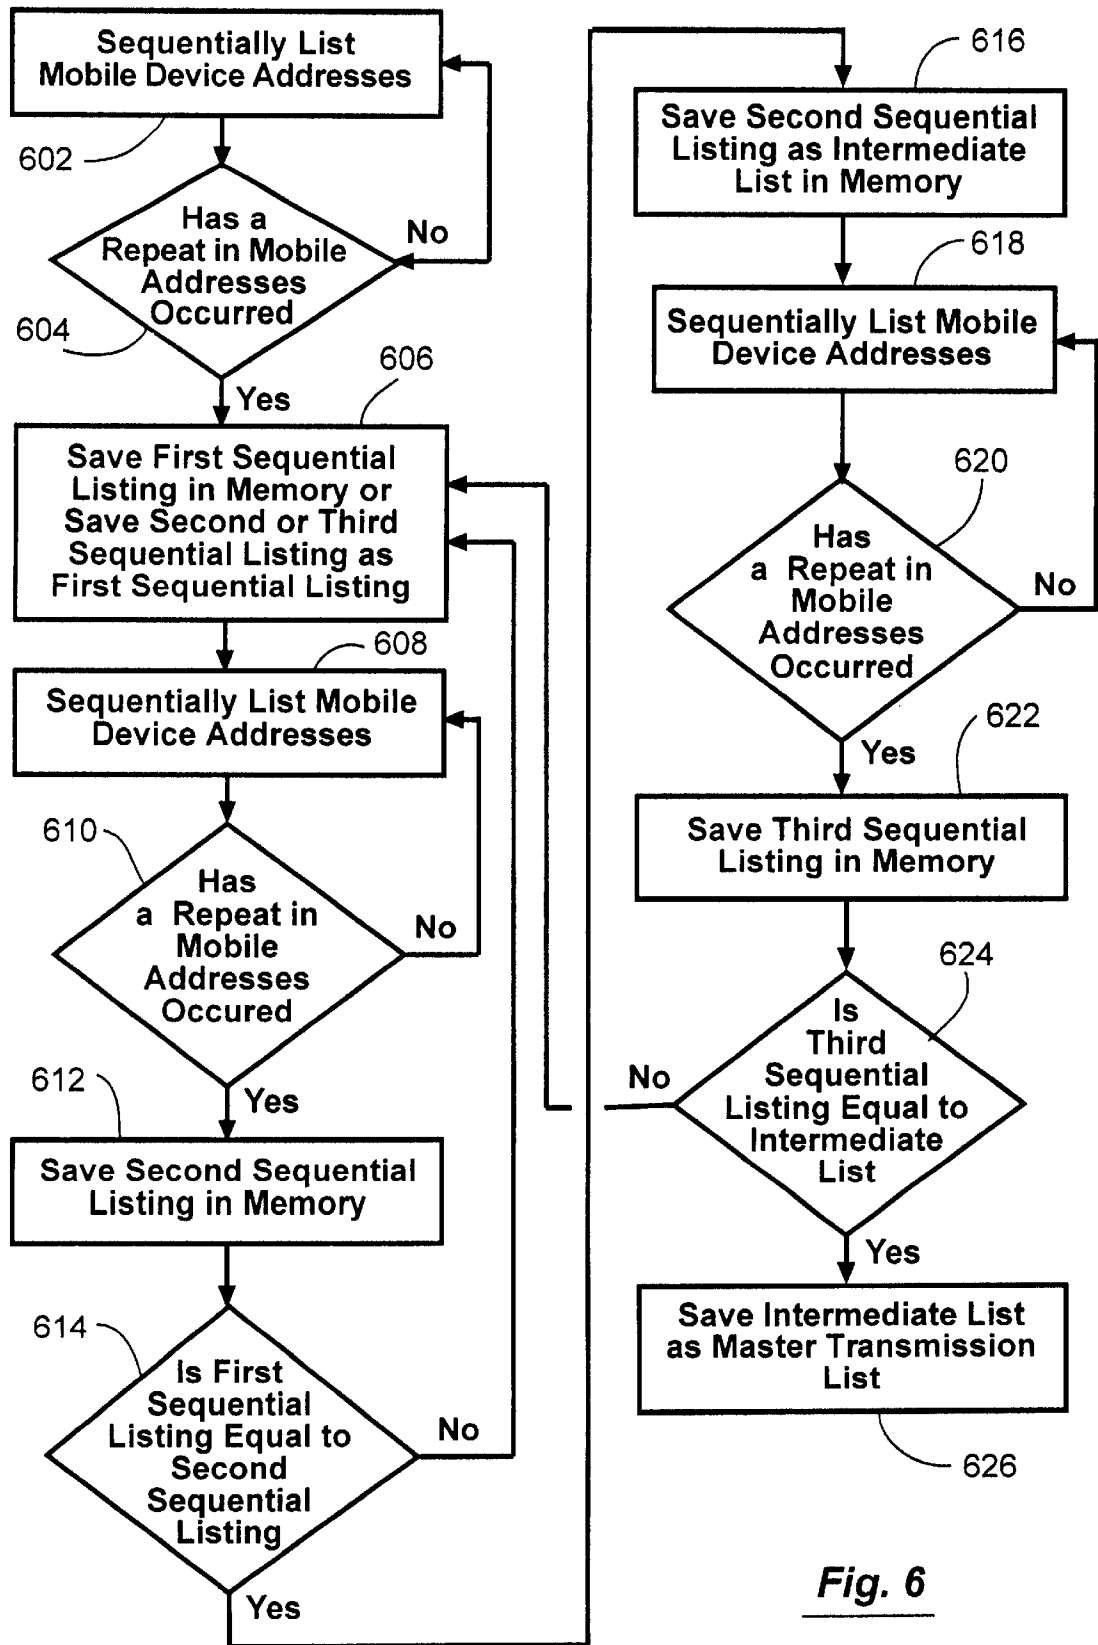 Sequentially List
Mobile Device Addresses
602
Has a
Repeat in Mobile
Addresses
Occurred
No
604
Yes
606
Save First Sequential
Listing in Memory or
Save Second or Third
Sequential Listing as
First Sequential Listing
608
Sequentially List Mobile
Device Addresses
610
Has
a Repeat in
Mobile
Addresses
Occured
No
Yes
612
Save Second Sequential
Listing in Memory
614
Is First
Sequential
Listing Equal to
Second
Sequential
Listing
No
Yes
616
Save Second Sequential
Listing as Intermediate
List in Memory
618
Sequentially List Mobile
Device Addresses
620
Has
a Repeat in
Mobile
Addresses
Occurred
No
Yes
622
Save Third Sequential
Listing in Memory
624
Is
Third
Sequential
Listing Equal to
Intermediate
List
No
Yes
Save Intermediate List
as Master Transmission
List
626
Fig. 6